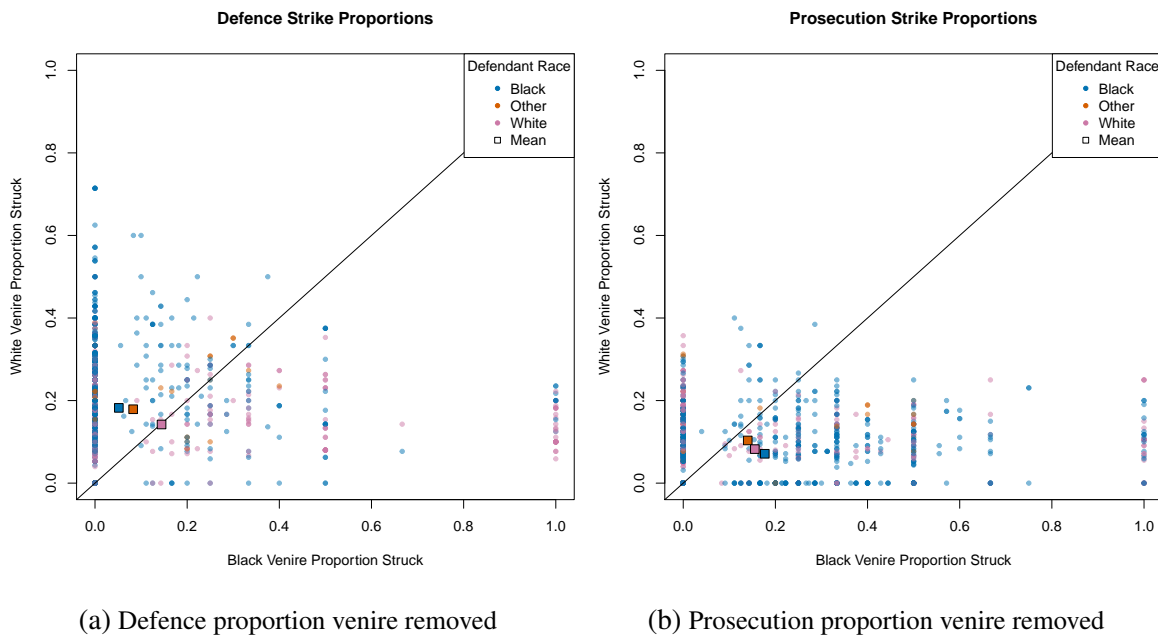 Defence Strike Proportions
White Venire Proportion Struck
1.0
0.8
0.6
0.4
0.2
0.0
0.0 0.2 0.4 0.6 0.8 1.0
Black Venire Proportion Struck
Defendant Race
Black
Other
White
Mean
(a) Defence proportion venire removed
Prosecution Strike Proportions
White Venire Proportion Struck
1.0
0.8
0.6
0.4
0.2
0.0
0.0 0.2 0.4 0.6 0.8 1.0
Black Venire Proportion Struck
Defendant Race
Black
Other
White
Mean
(b) Prosecution proportion venire removed